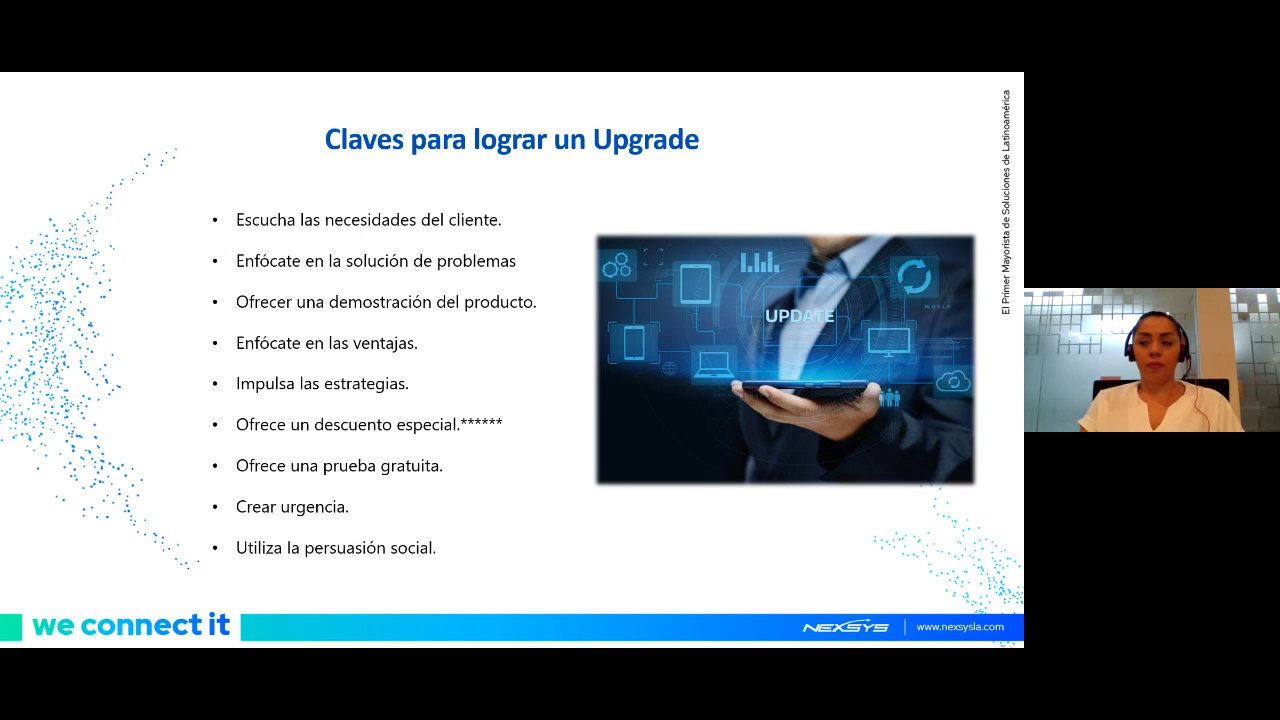 Claves para lograr un Upgrade
El Primer Mayorista de Soluciones de Latinoamérica
• Escucha las necesidades del cliente.
• Enfócate en la solución de problemas
• Ofrecer una demostración del producto.
• Enfócate en las ventajas.
• Impulsa las estrategias.
• Ofrece un descuento especial.******
• Ofrece una prueba gratuita.
• Crear urgencia.
• Utiliza la persuasión social.
UPDATE
WORLD
we connect it
NEXSYS
www.nexsysla.com